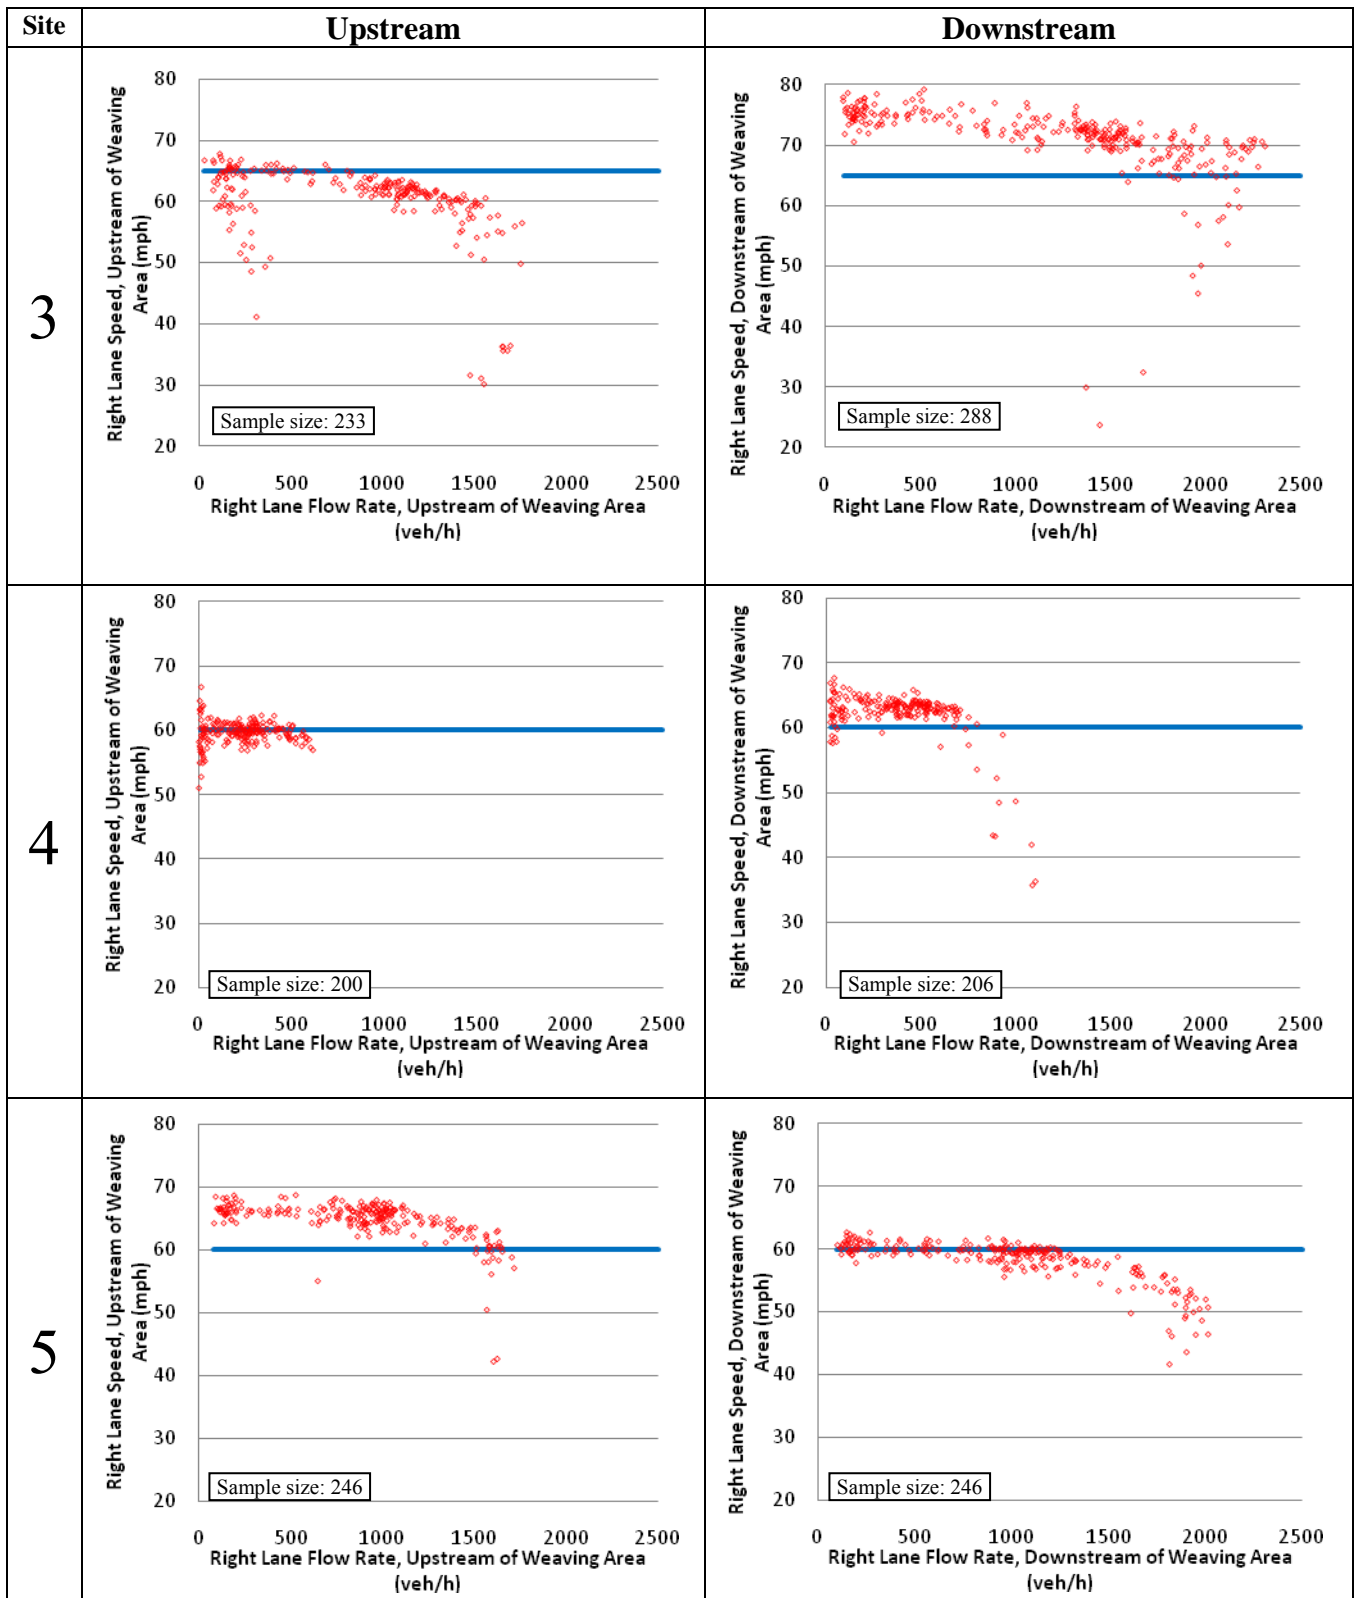 Site
Upstream
Downstream
3
Right Lane Speed, Upstream of Weaving
Area (mph)
80
70
60
50
40
30
20
Sample size: 233
0 500 1000 1500 2000 2500
Right Lane Flow Rate, Upstream of Weaving Area
(veh/h)
Right Lane Speed, Downstream of Weaving
Area (mph)
80
70
60
50
40
30
20
Sample size: 288
0 500 1000 1500 2000 2500
Right Lane Flow Rate, Downstream of Weaving Area
(veh/h)
4
Right Lane Speed, Upstream of Weaving
Area (mph)
80
70
60
50
40
30
20
Sample size: 200
0 500 1000 1500 2000 2500
Right Lane Flow Rate, Upstream of Weaving Area
(veh/h)
Right Lane Speed, Downstream of Weaving
Area (mph)
80
70
60
50
40
30
20
Sample size: 206
0 500 1000 1500 2000 2500
Right Lane Flow Rate, Downstream of Weaving Area
(veh/h)
5
Right Lane Speed, Upstream of Weaving
Area (mph)
80
70
60
50
40
30
20
Sample size: 246
0 500 1000 1500 2000 2500
Right Lane Flow Rate, Upstream of Weaving Area
(veh/h)
Right Lane Speed, Downstream of Weaving
Area (mph)
80
70
60
50
40
30
20
Sample size: 246
0 500 1000 1500 2000 2500
Right Lane Flow Rate, Downstream of Weaving Area
(veh/h)